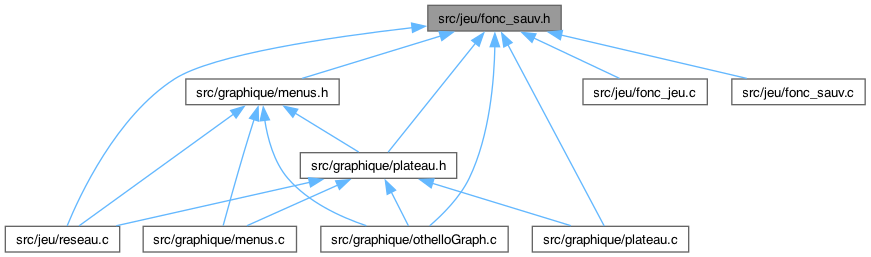 src/jeu/fonc_sauv.h
src/graphique/menus.h
src/jeu/fonc_jeu.c
src/jeu/fonc_sauv.c
src/graphique/plateau.h
src/jeu/reseau.c
src/graphique/menus.c
src/graphique/othelloGraph.c
src/graphique/plateau.c